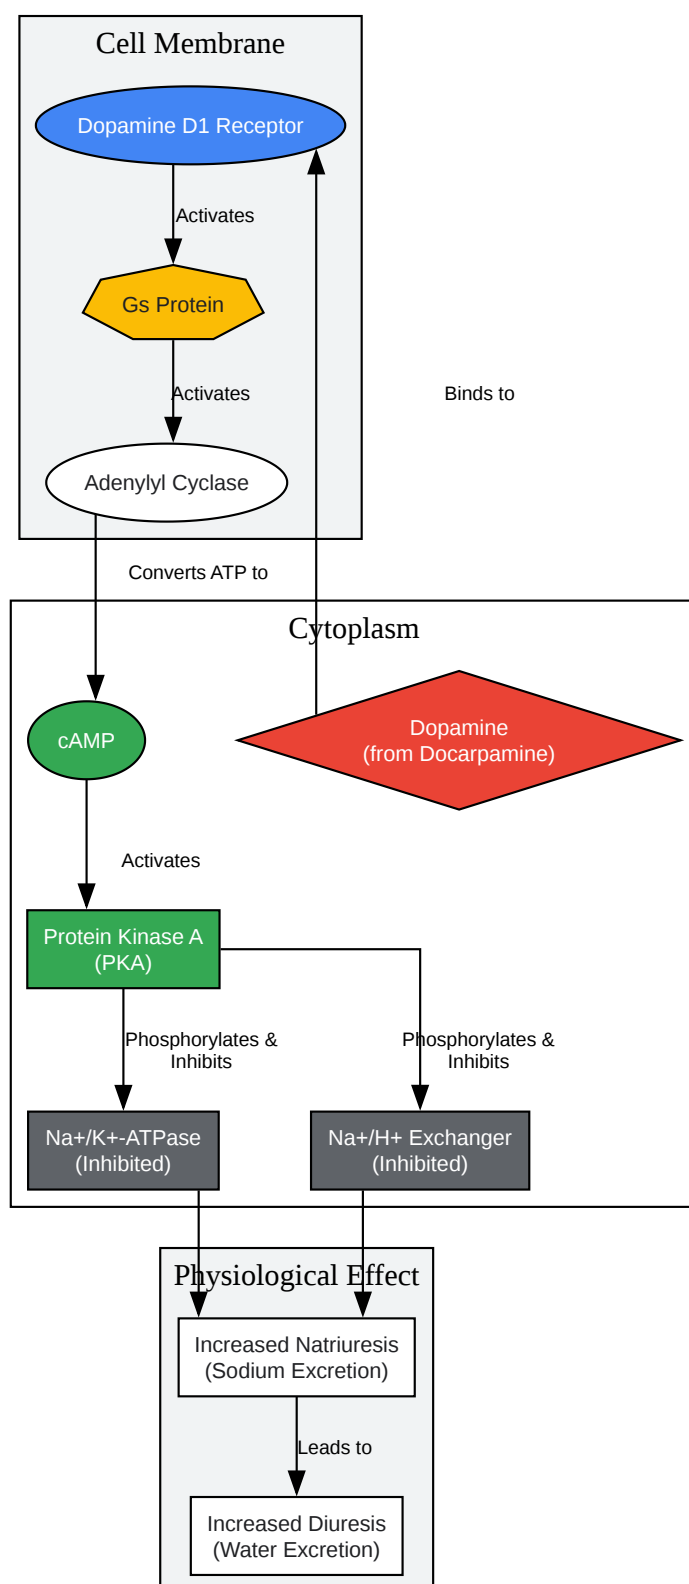 Cell Membrane
Dopamine D1 Receptor
Activates
Gs Protein
Activates
Binds to
Adenylyl Cyclase
Converts ATP to
Cytoplasm
cAMP
Dopamine
(from Docarpamine)
Activates
Protein Kinase A
(PKA)
Phosphorylates &
Inhibits
Phosphorylates &
Inhibits
Na+/K+-ATPase
(Inhibited)
Na+/H+ Exchanger
(Inhibited)
Physiological Effect
Increased Natriuresis
(Sodium Excretion)
Leads to
Increased Diuresis
(Water Excretion)